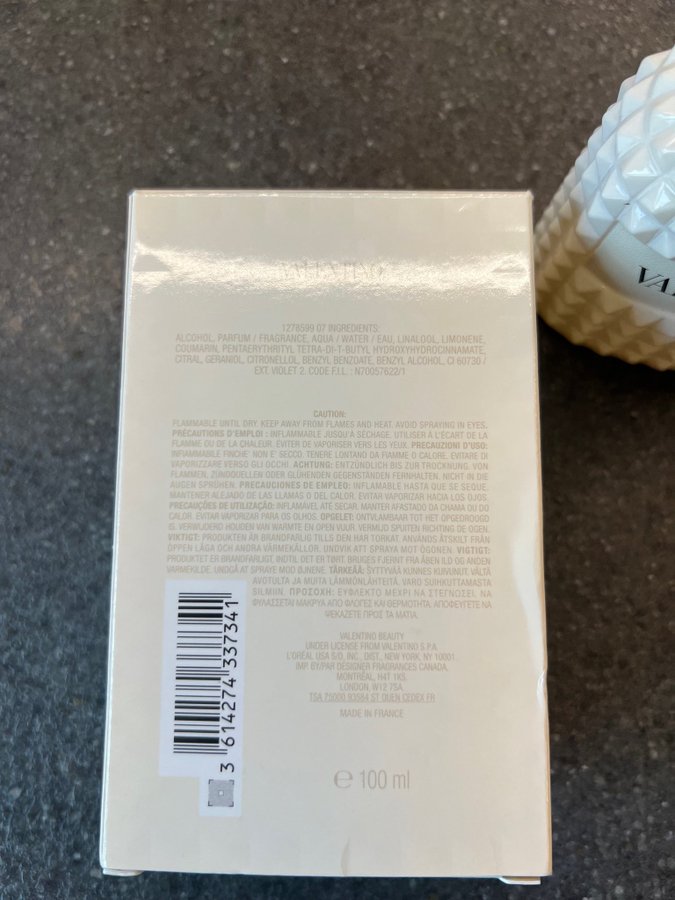 VALENTINO
1278599 07 INGREDIENTS:
ALCOHOL, PARFUM / FRAGRANCE, AQUA / WATER / EAU, LINALOOL, LIMONENE,
COUMARIN, PENTAERYTHRITYL TETRA-DI-T-BUTYL HYDROXYHYDROCINNAMATE,
CITRAL, GERANIOL, CITRONELLOL, BENZYL BENZOATE, BENZYL ALCOHOL, CI 60730 /
EXT. VIOLET 2. CODE F.I.L. : N70057622/1
CAUTION:
FLAMMABLE UNTIL DRY. KEEP AWAY FROM FLAMES AND HEAT. AVOID SPRAYING IN EYES.
PRÉCAUTIONS D'EMPLOI : INFLAMMABLE JUSQU'À SÉCHAGE. UTILISER À L'ÉCART DE LA
FLAMME OU DE LA CHALEUR. ÉVITER DE VAPORISER VERS LES YEUX. PRECAUZIONI D'USO:
INFIAMMABILE FINCHE' NON E' SECCO. TENERE LONTANO DA FIAMME O CALORE. EVITARE DI
VAPORIZZARE VERSO GLI OCCHI. ACHTUNG: ENTZÜNDLICH BIS ZUR TROCKNUNG. VON
FLAMMEN, ZÜNDQUELLEN ODER GLÜHENDEN GEGENSTÄNDEN FERNHALTEN. NICHT IN DIE
AUGEN SPRÜHEN. PRECAUCIONES DE EMPLEO: INFLAMABLE HASTA QUE SE SEQUE.
MANTENER ALEJADO DE LAS LLAMAS O DEL CALOR. EVITAR VAPORIZAR HACIA LOS OJOS.
PRECAUÇÕES DE UTILIZAÇÃO: INFLAMÁVEL ATÉ SECAR. MANTER AFASTADO DA CHAMA OU DO
CALOR. EVITAR VAPORIZAR PARA OS OLHOS. OPGELET: ONTVLAMBAAR TOT HET OPGEDROOGD
IS. VERWIJDERD HOUDEN VAN WARMTE EN OPEN VUUR. VERMIJD SPUITEN RICHTING DE OGEN.
VIKTIGT: PRODUKTEN ÄR BRANDFARLIG TILLS DEN HAR TORKAT. ANVÄNDS ÅTSKILT FRÅN
ÖPPEN LÅGA OCH ANDRA VÄRMEKÄLLOR. UNDVIK ATT SPRAYA MOT ÖGONEN. VIGTIGT:
PRODUKTET ER BRANDFARLIGT, INDTIL DET ER TØRT. BRUGES FJERNT FRA ÅBEN ILD OG ANDEN
VARMEKILDE. UNDGÅ AT SPRAYE MOD ØJNENE. TÄRKEÄÄ: SYTTYVÄÄ KUNNES KUIVUNUT. VÄLTÄ
AVOTULTA JA MUITA LÄMMÖNLÄHTEITÄ. VARO SUIHKUTTAMASTA
SILMIIN. ΠΡΟΣΟΧΗ: ΕΥΦΛΕΚΤΟ ΜΕΧΡΙ ΝΑ ΣΤΕΓΝΩΣΕΙ. ΝΑ
ΦΥΛΑΣΣΕΤΑΙ ΜΑΚΡΥΑ ΑΠΟ ΦΛΟΓΕΣ ΚΑΙ ΘΕΡΜΟΤΗΤΑ. ΑΠΟΦΕΥΓΕΤΕ ΝΑ
ΨΕΚΑΖΕΤΕ ΠΡΟΣ ΤΑ ΜΑΤΙΑ.
VALENTINO BEAUTY
UNDER LICENSE FROM VALENTINO S.P.A.
L'ORÉAL USA S/D, INC., DIST., NEW YORK, NY 10001
IMP. BY/PAR DESIGNER FRAGRANCES CANADA,
MONTRÉAL, H4T 1K5
LONDON, W12 7SA
TSA 75000 93584 ST OUEN CEDEX FR
MADE IN FRANCE
3 614274 337341
℮ 100 ml
VA